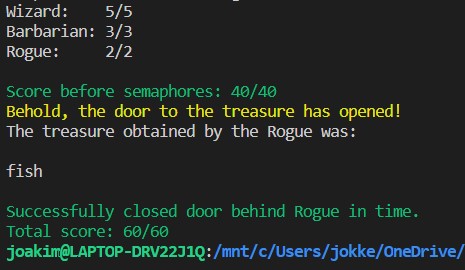 Wizard:    5/5
Barbarian: 3/3
Rogue:     2/2
Score before semaphores: 40/40
Behold, the door to the treasure has opened!
The treasure obtained by the Rogue was:
fish
Successfully closed door behind Rogue in time.
Total score: 60/60
joakim@LAPTOP-DRV22J1Q:/mnt/c/Users/jokke/OneDrive/